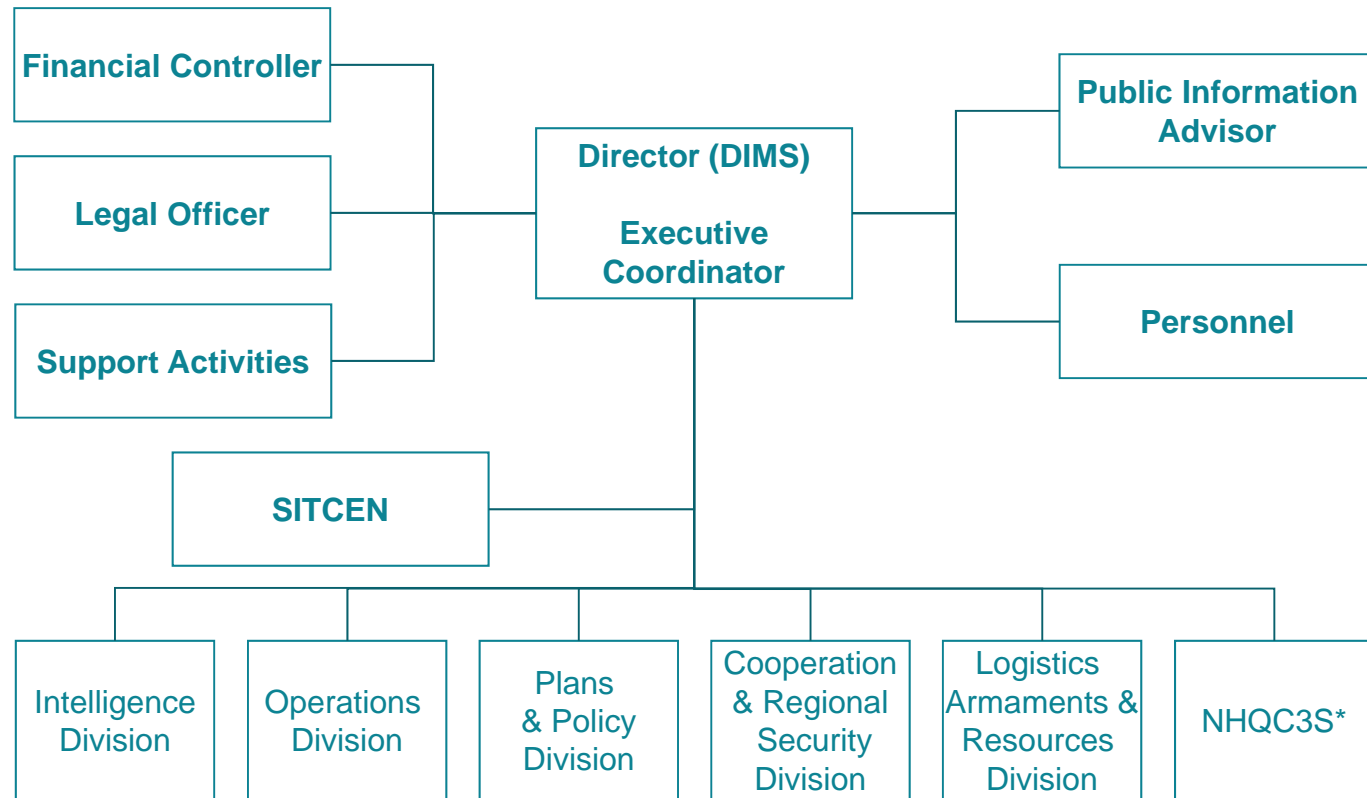 Financial Controller
Legal Officer
Support Activities
Director (DIMS)
Executive
Coordinator
Public Information
Advisor
Personnel
SITCEN
Intelligence
Division
Operations
Division
Plans
& Policy
Division
Cooperation
& Regional
Security
Division
Logistics
Armaments &
Resources
Division
NHQC3S*